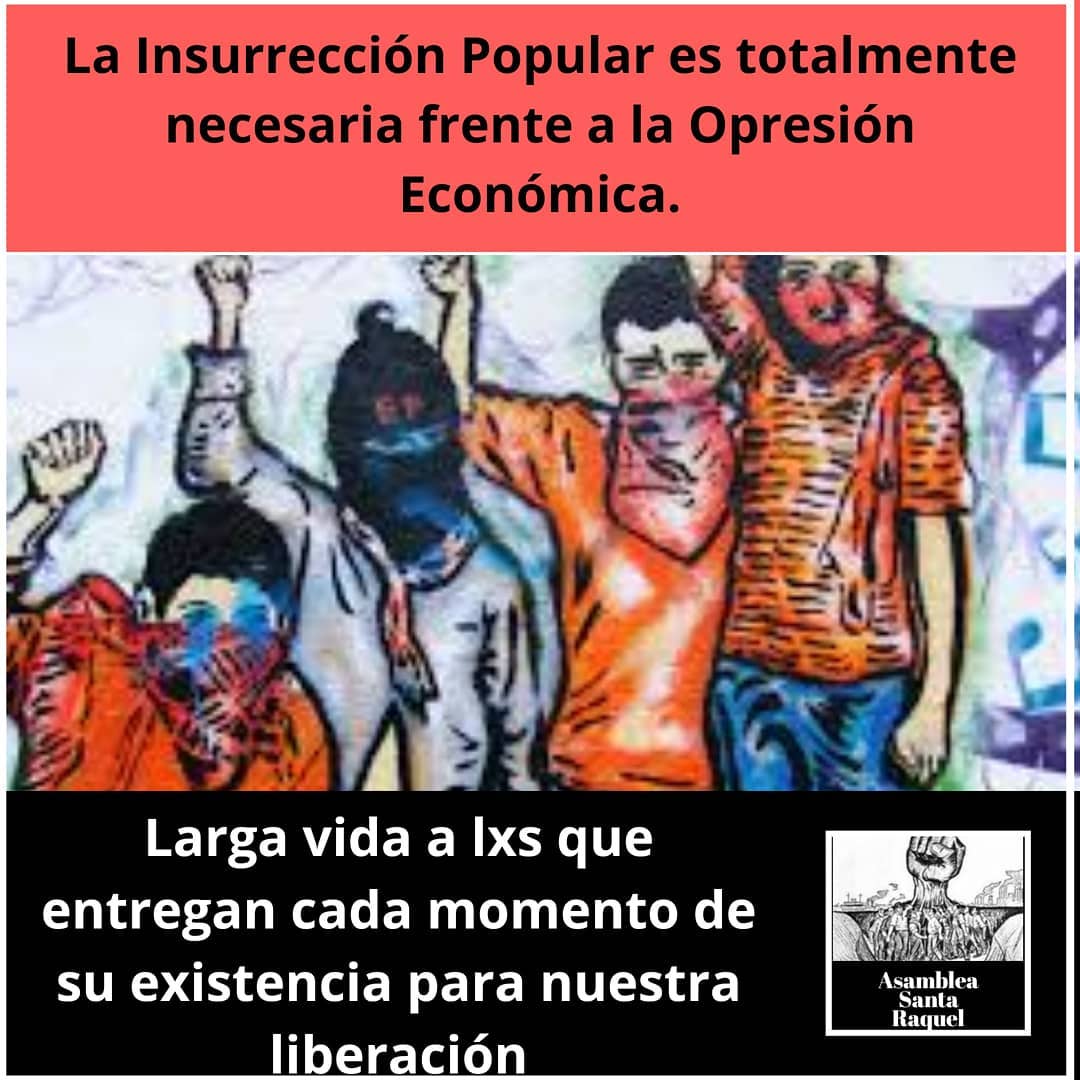 La Insurrección Popular es totalmente
necesaria frente a la Opresión
Económica.
Larga vida a lxs que
entregan cada momento de
su existencia para nuestra
liberación
Asamblea
Santa
Raquel